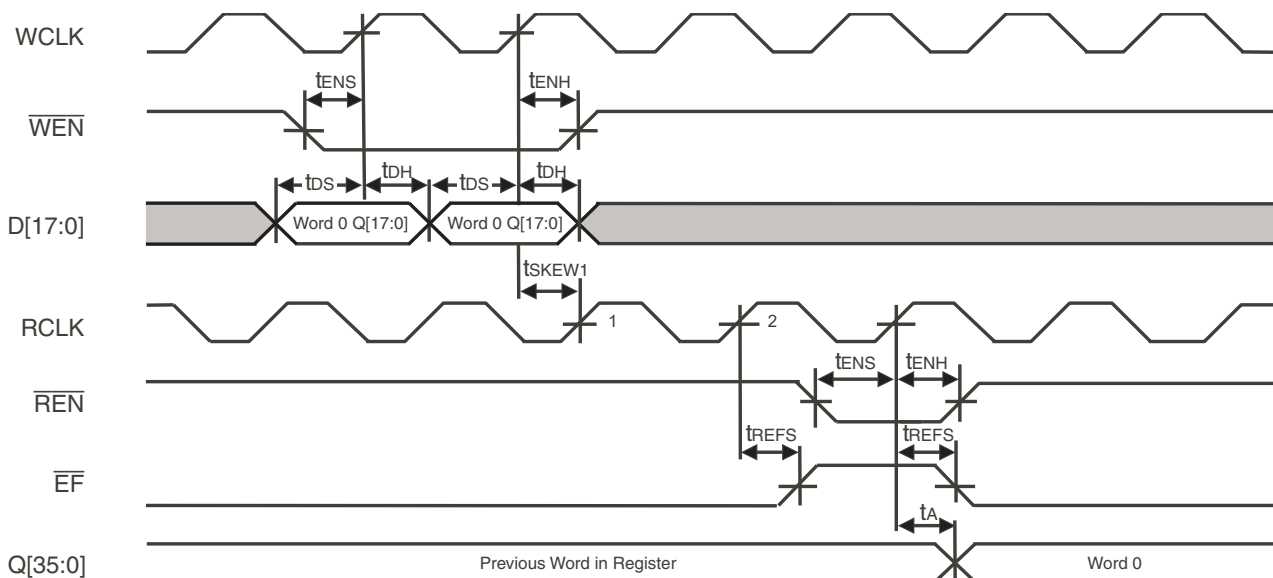 WCLK
tENS
tENH
WEN
tDS
tDH
tDS
tDH
D[17:0]
Word 0 Q[17:0]
Word 0 Q[17:0]
tSKEW1
RCLK
1
2
tENS
tENH
REN
tREFS
tREFS
EF
tA
Q[35:0]
Previous Word in Register
Word 0